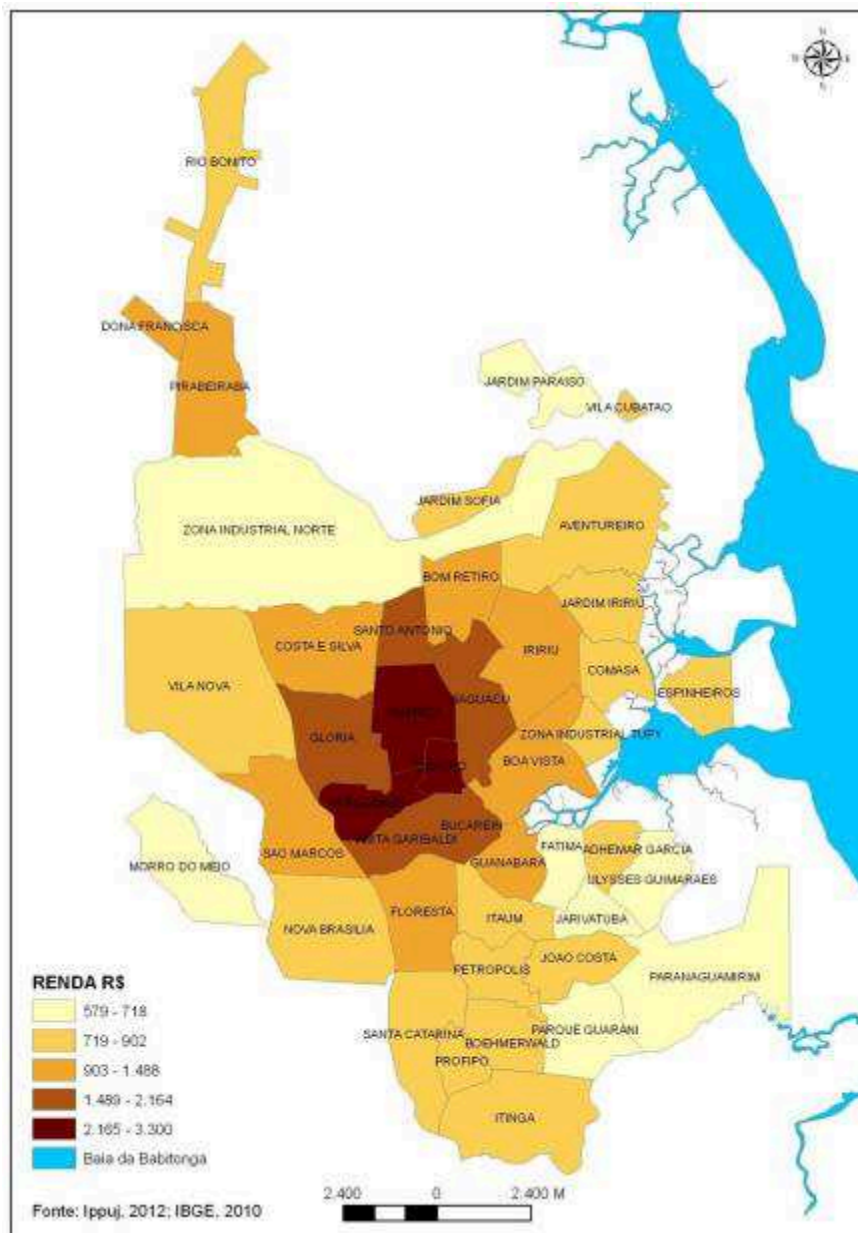 N
W
E
S
RIO BONITO
DONA FRANCISCA
PIRABEIRABA
JARDIM PARAISO
VILA CUBATAO
JARDIM SOFIA
ZONA INDUSTRIAL NORTE
AVENTUREIRO
BOM RETIRO
JARDIM IRIRIU
SANTO ANTONIO
COSTA E SILVA
IRIRIU
COMASA
VILA NOVA
ESPINHEIROS
SAGUACU
GLORIA
ZONA INDUSTRIAL TUPY
BOA VISTA
BUCAREIN
ANITA GARIBALDI
FATIMA
ADHEMAR GARCIA
SAO MARCOS
GUANABARA
MORRO DO MEIO
ULYSSES GUIMARAES
FLORESTA
ITAUM
JARIVATUBA
NOVA BRASILIA
JOAO COSTA
PETROPOLIS
PARANAGUAMIRIM
SANTA CATARINA
PARQUE GUARANI
BOEHMERWALD
PROFIPO
ITINGA
RENDA R$
579 - 718
719 - 902
903 - 1.488
1.489 - 2.164
2.165 - 3.300
Baia da Babitonga
2.400 0 2.400 M
Fonte: Ippuj, 2012; IBGE, 2010